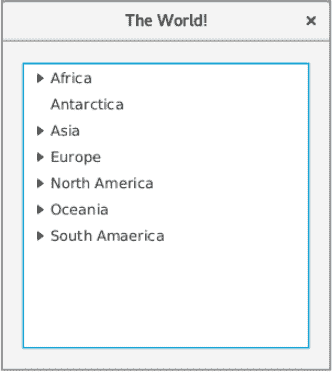 The World!
Africa
Antarctica
Asia
Europe
North America
Oceania
South Amaerica